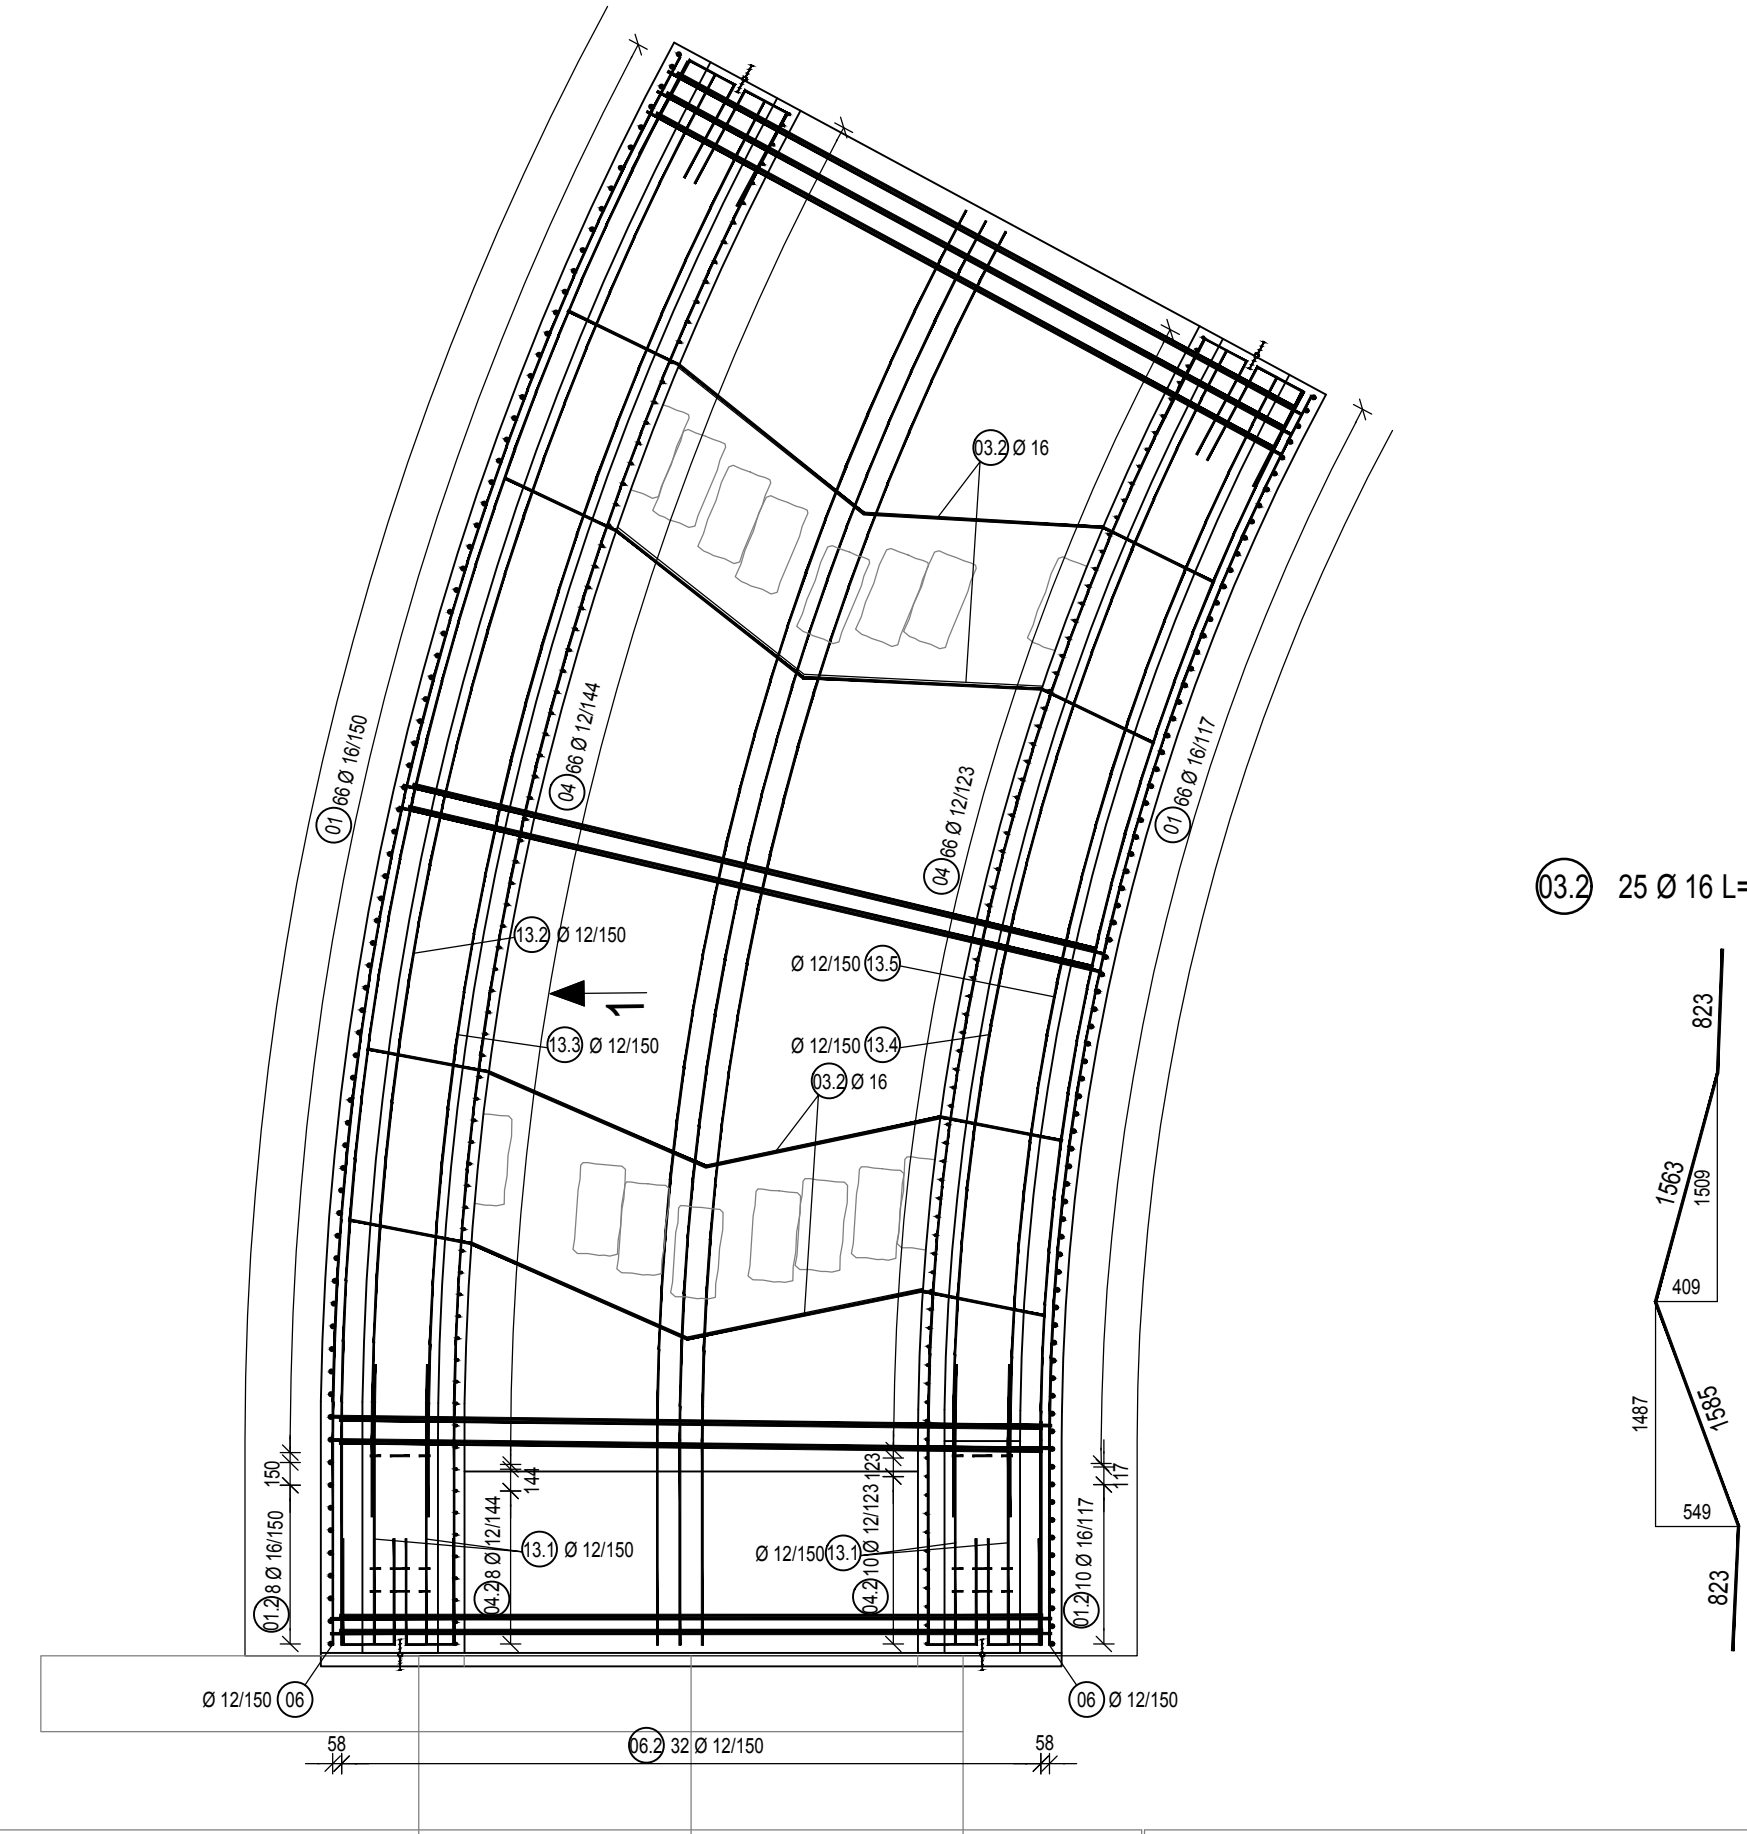 03.2 Ø 16
01 66 Ø 16/150
04 66 Ø 12/144
04 66 Ø 12/123
01 66 Ø 16/117
03.2 25 Ø 16 L=
13.2 Ø 12/150
Ø 12/150 13.5
1
13.3 Ø 12/150
Ø 12/150 13.4
03.2 Ø 16
823
1563
1509
409
1487
1585
549
823
150
144
123
117
01.2 8 Ø 16/150
04.2 8 Ø 12/144
13.1 Ø 12/150
Ø 12/150 13.1
04.2 10 Ø 12/123
01.2 10 Ø 16/117
Ø 12/150 06
06 Ø 12/150
58
06.2 32 Ø 12/150
58